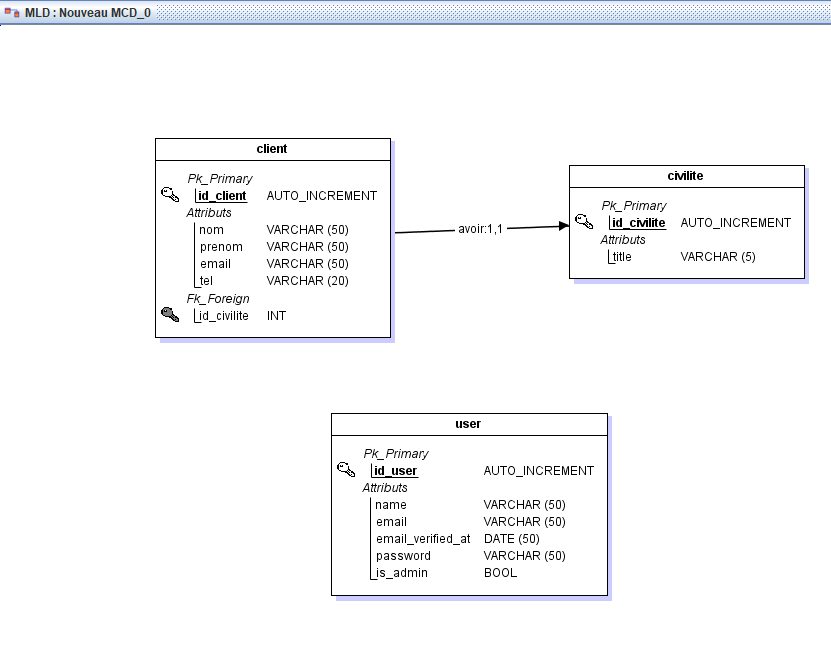 MLD : Nouveau MCD_0
client
Pk_Primary
id_client AUTO_INCREMENT
Attributs
nom VARCHAR (50)
prenom VARCHAR (50)
email VARCHAR (50)
tel VARCHAR (20)
Fk_Foreign
id_civilite INT
avoir:1,1
civilite
Pk_Primary
id_civilite AUTO_INCREMENT
Attributs
title VARCHAR (5)
user
Pk_Primary
id_user AUTO_INCREMENT
Attributs
name VARCHAR (50)
email VARCHAR (50)
email_verified_at DATE (50)
password VARCHAR (50)
is_admin BOOL